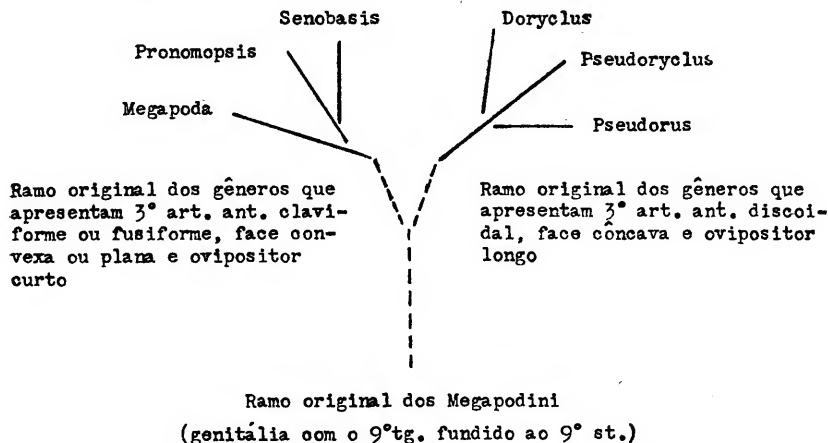 Senobasis
Doryclus
Pronomopsis
Pseudoryclus
Megapoda
Pseudorus
Ramo original dos gêneros que
apresentam 3° art. ant. clavi-
forme ou fusiforme, face con-
vexa ou plana e ovipositor
curto
Ramo original dos gêneros que
apresentam 3° art. ant. discoi-
dal, face côncava e ovipositor
longo
Ramo original dos Megapodini
(genitália com o 9°tg. fundido ao 9° st.)